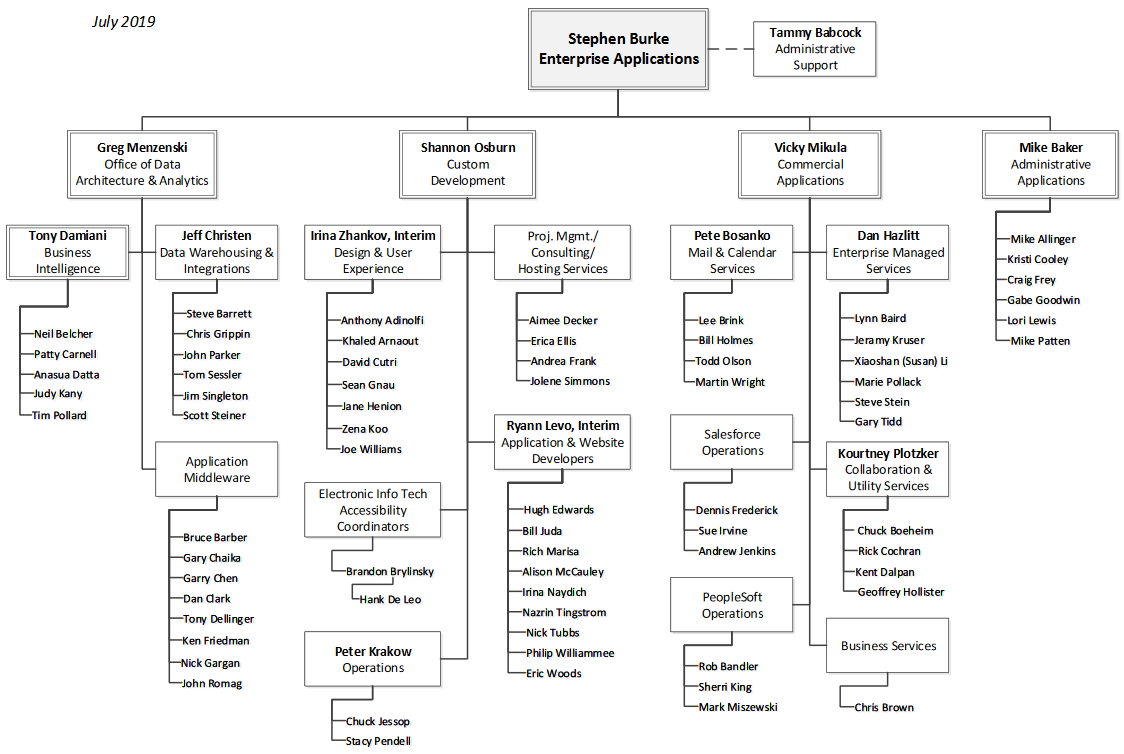 July 2019
Stephen Burke
Enterprise Applications
Tammy Babcock
Administrative
Support
Greg Menzenski
Office of Data
Architecture & Analytics
Shannon Osburn
Custom
Development
Vicky Mikula
Commercial
Applications
Mike Baker
Administrative
Applications
Tony Damiani
Business
Intelligence
Neil Belcher
Patty Carnell
Anasua Datta
Judy Kany
Tim Pollard
Jeff Christen
Data Warehousing &
Integrations
Steve Barrett
Chris Grippin
John Parker
Tom Sessler
Jim Singleton
Scott Steiner
Application
Middleware
Bruce Barber
Gary Chaika
Garry Chen
Dan Clark
Tony Dellinger
Ken Friedman
Nick Gargan
John Romag
Irina Zhankov, Interim
Design & User
Experience
Anthony Adinolfi
Khaled Arnaout
David Cutri
Sean Gnau
Jane Henion
Zena Koo
Joe Williams
Electronic Info Tech
Accessibility
Coordinators
Brandon Brylinsky
Hank De Leo
Peter Krakow
Operations
Chuck Jessop
Stacy Pendell
Proj. Mgmt./
Consulting/
Hosting Services
Aimee Decker
Erica Ellis
Andrea Frank
Jolene Simmons
Ryann Levo, Interim
Application & Website
Developers
Hugh Edwards
Bill Juda
Rich Marisa
Alison McCauley
Irina Naydich
Nazrin Tingstrom
Nick Tubbs
Philip Williammee
Eric Woods
Pete Bosanko
Mail & Calendar
Services
Lee Brink
Bill Holmes
Todd Olson
Martin Wright
Salesforce
Operations
Dennis Frederick
Sue Irvine
Andrew Jenkins
PeopleSoft
Operations
Rob Bandler
Sherri King
Mark Miszewski
Dan Hazlitt
Enterprise Managed
Services
Lynn Baird
Jeramy Kruser
Xiaoshan (Susan) Li
Marie Pollack
Steve Stein
Gary Tidd
Kourtney Plotzker
Collaboration &
Utility Services
Chuck Boeheim
Rick Cochran
Kent Dalpan
Geoffrey Hollister
Business Services
Chris Brown
Mike Allinger
Kristi Cooley
Craig Frey
Gabe Goodwin
Lori Lewis
Mike Patten